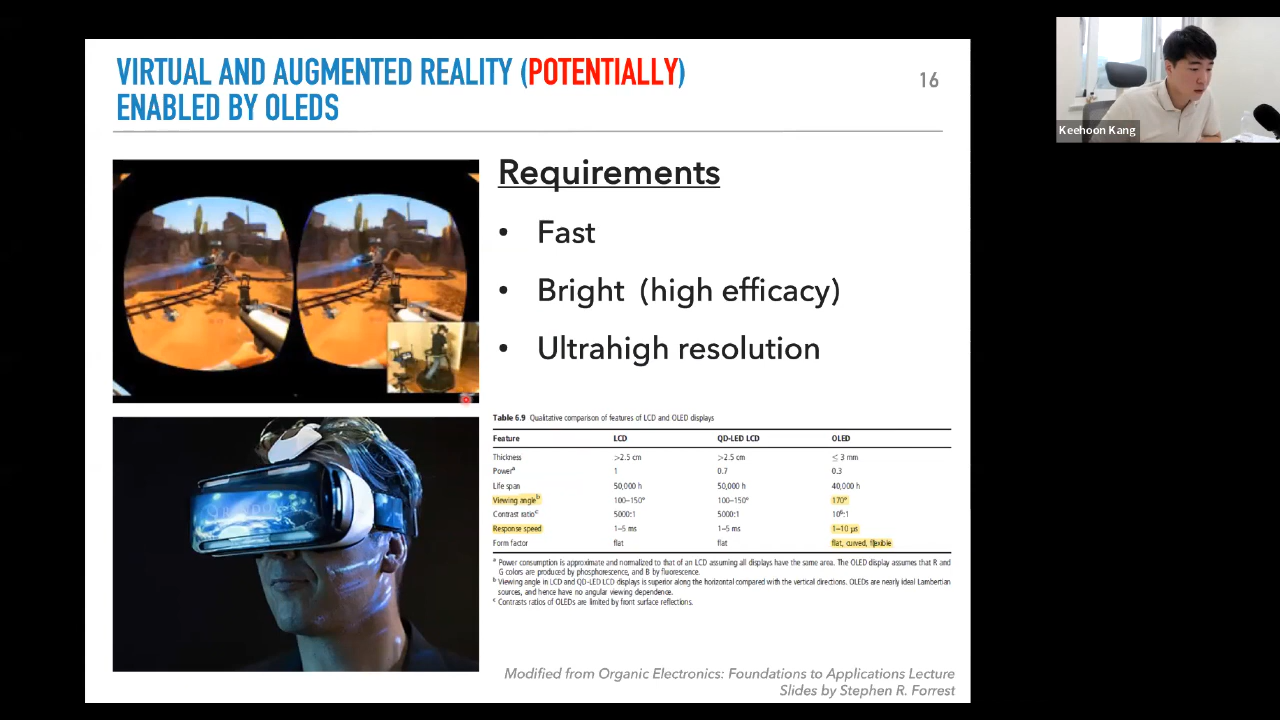 VIRTUAL AND AUGMENTED REALITY (POTENTIALLY)
ENABLED BY OLEDS
16
Keehoon Kang
Requirements
• Fast
• Bright (high efficacy)
• Ultrahigh resolution
Table 6.9 Qualitative comparison of features of LCD and OLED displays
Feature LCD QD-LED LCD OLED
Thickness >2.5 cm >2.5 cm ≤ 3 mm
Powerᵃ 1 0.7 0.3
Life span 50,000 h 50,000 h 40,000 h
Viewing angleᵇ 100–150° 100–150° 170°
Contrast ratioᶜ 5000:1 5000:1 10⁶:1
Response speed 1–5 ms 1–5 ms 1–10 µs
Form factor flat flat flat, curved, flexible
ᵃ Power consumption is approximate and normalized to that of an LCD assuming all displays have the same area. The OLED display assumes that R and
G colors are produced by phosphorescence, and B by fluorescence.
ᵇ Viewing angle in LCD and QD-LED LCD displays is superior along the horizontal compared with the vertical directions. OLEDs are nearly ideal Lambertian
sources, and hence have no angular viewing dependence.
ᶜ Contrasts ratios of OLEDs are limited by front surface reflections.
Modified from Organic Electronics: Foundations to Applications Lecture
Slides by Stephen R. Forrest